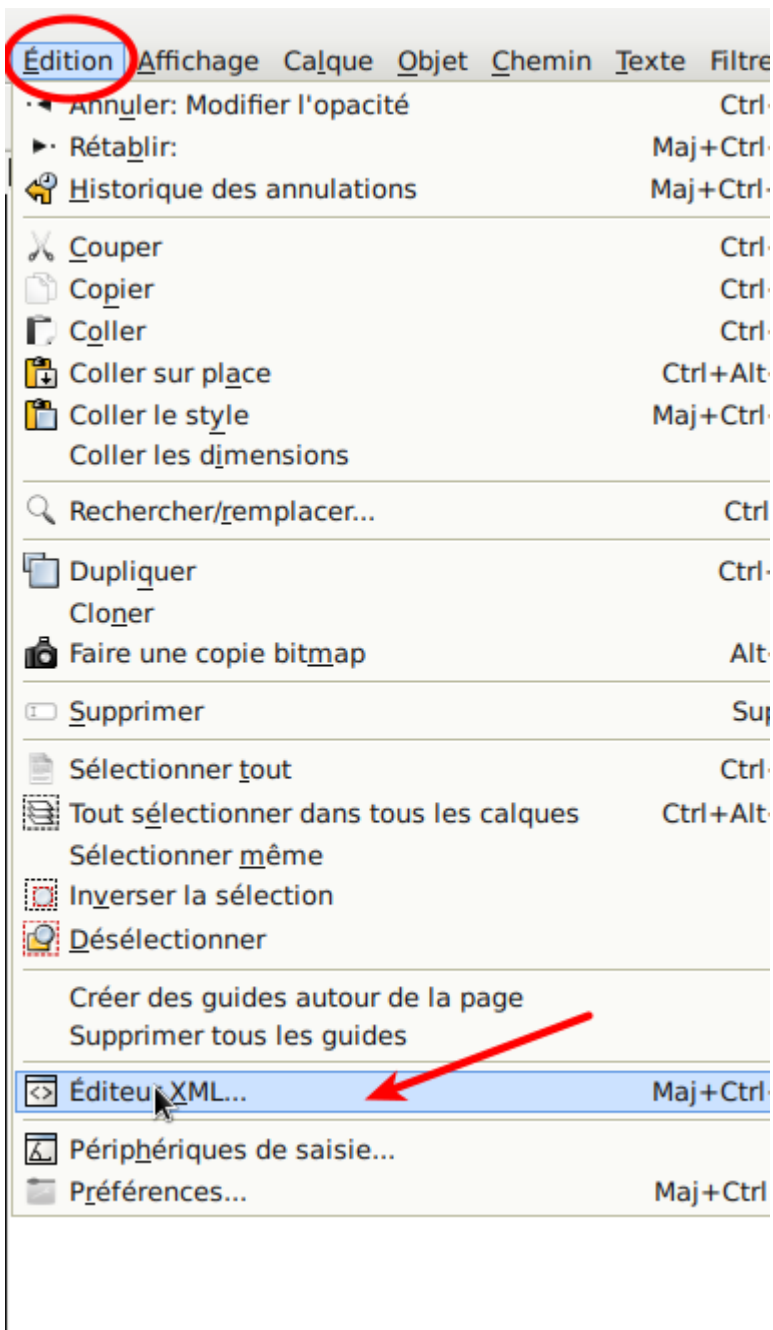 Édition Affichage Calque Objet Chemin Texte Filtre
Annuler: Modifier l'opacité Ctrl
Rétablir: Maj+Ctrl
Historique des annulations Maj+Ctrl
Couper Ctrl
Copier Ctrl
Coller Ctrl
Coller sur place Ctrl+Alt
Coller le style Maj+Ctrl
Coller les dimensions
Rechercher/remplacer... Ctrl
Dupliquer Ctrl
Cloner
Faire une copie bitmap Alt
Supprimer Sup
Sélectionner tout Ctrl
Tout sélectionner dans tous les calques Ctrl+Alt
Sélectionner même
Inverser la sélection
Désélectionner
Créer des guides autour de la page
Supprimer tous les guides
Éditeur XML... Maj+Ctrl
Périphériques de saisie...
Préférences... Maj+Ctrl